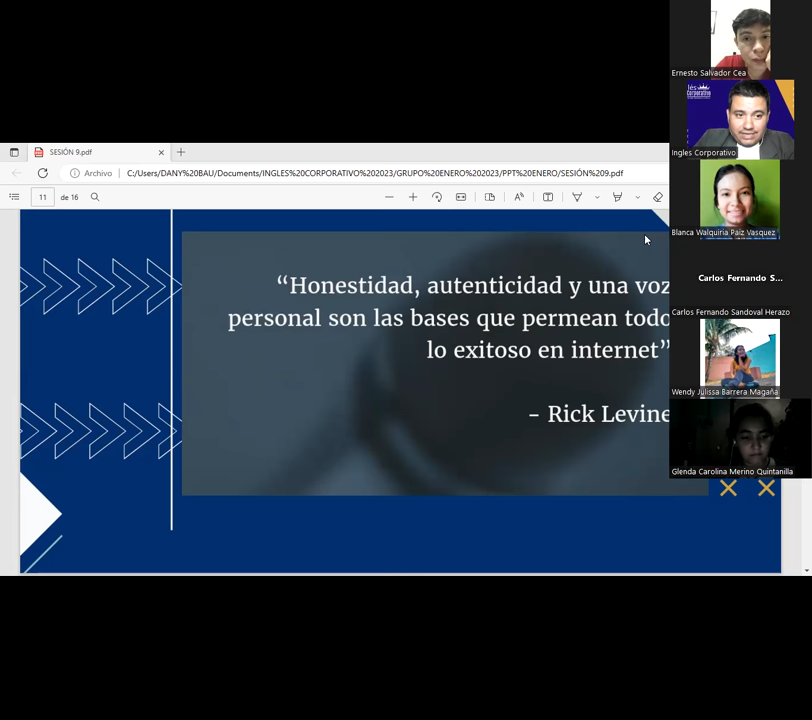 SESIÓN 9.pdf
Archivo
C:/Users/DANY%20BAU/Documents/INGLES%20CORPORATIVO%202023/GRUPO%20ENERO%202023/PPT%20ENERO/SESIÓN%209.pdf
11 de 16
“Honestidad, autenticidad y una voz
personal son las bases que permean todo
lo exitoso en internet”
- Rick Levine
Ernesto Salvador Cea
lés
Corporativo
Ingles Corporativo
Blanca Walquiria Paiz Vasquez
Carlos Fernando S...
Carlos Fernando Sandoval Herazo
Wendy Julissa Barrera Magaña
Glenda Carolina Merino Quintanilla